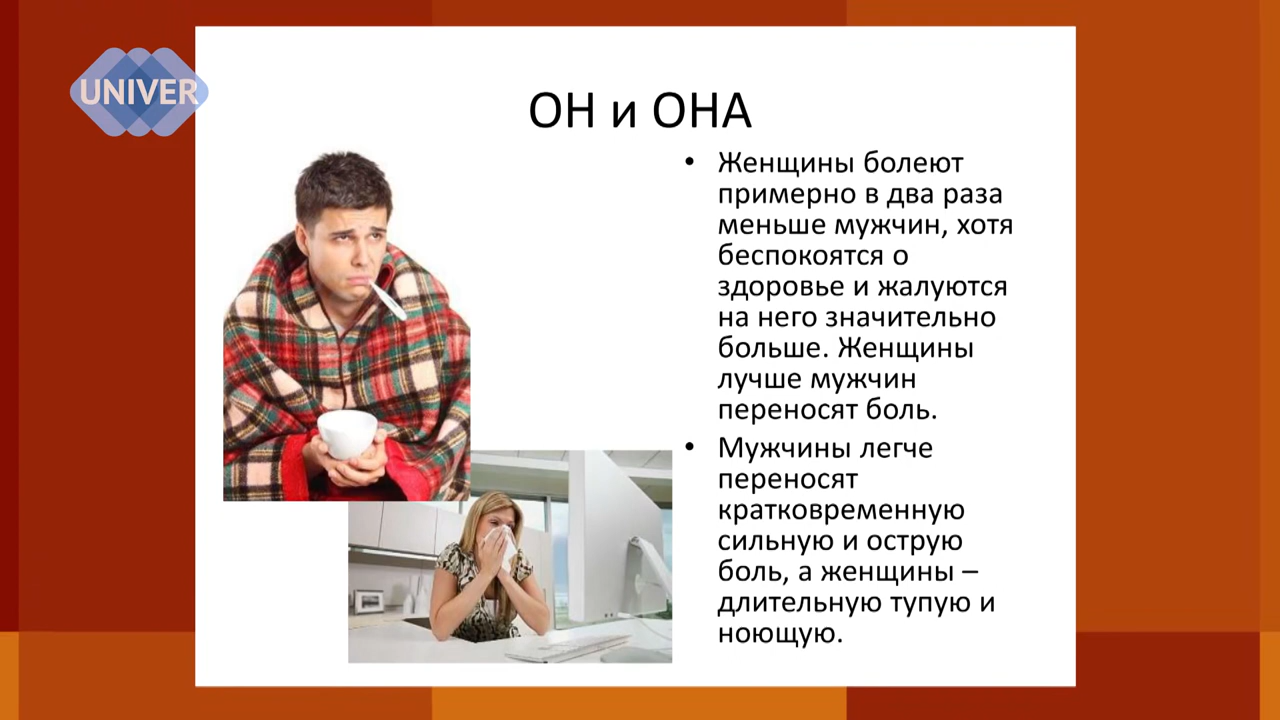 UNIVER
ОН и ОНА
• Женщины болеют
примерно в два раза
меньше мужчин, хотя
беспокоятся о
здоровье и жалуются
на него значительно
больше. Женщины
лучше мужчин
переносят боль.
• Мужчины легче
переносят
кратковременную
сильную и острую
боль, а женщины –
длительную тупую и
ноющую.